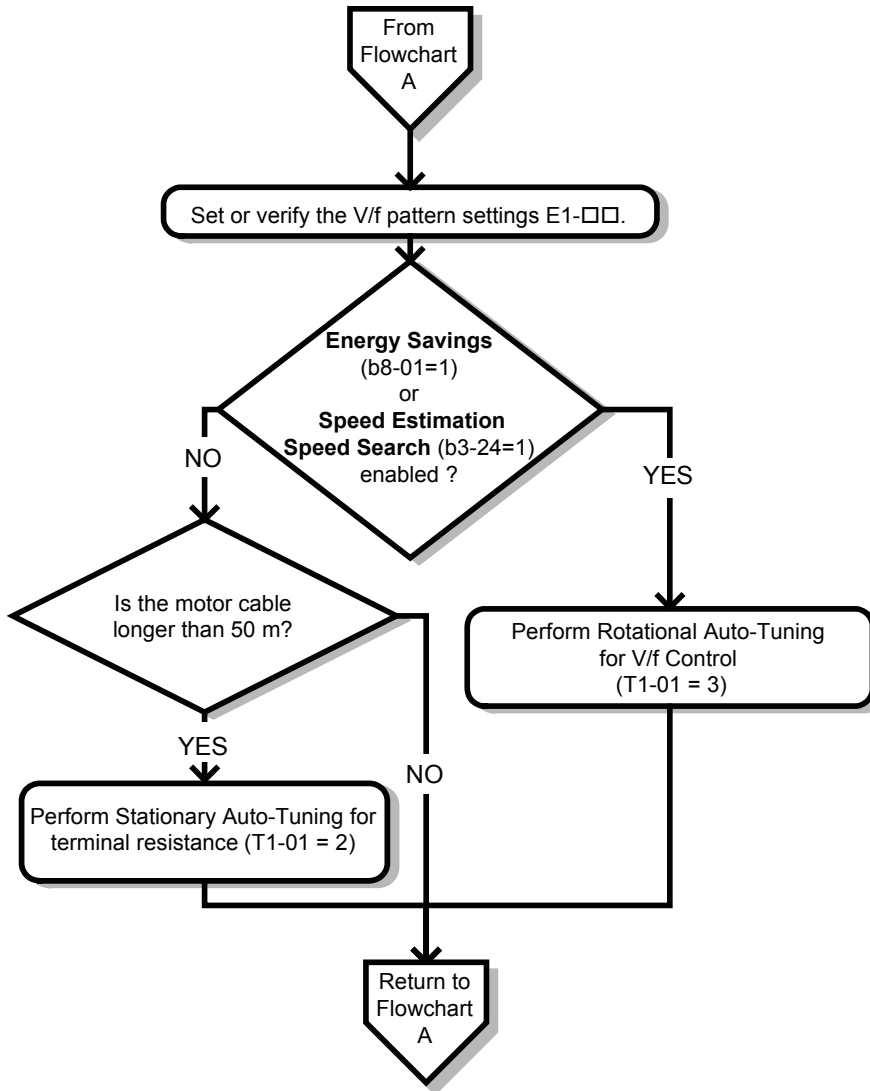 From
Flowchart
A
Set or verify the V/f pattern settings E1-□□.
Energy Savings
(b8-01=1)
or
Speed Estimation
Speed Search (b3-24=1)
enabled ?
NO
YES
Is the motor cable
longer than 50 m?
Perform Rotational Auto-Tuning
for V/f Control
(T1-01 = 3)
YES
NO
Perform Stationary Auto-Tuning for
terminal resistance (T1-01 = 2)
Return to
Flowchart
A